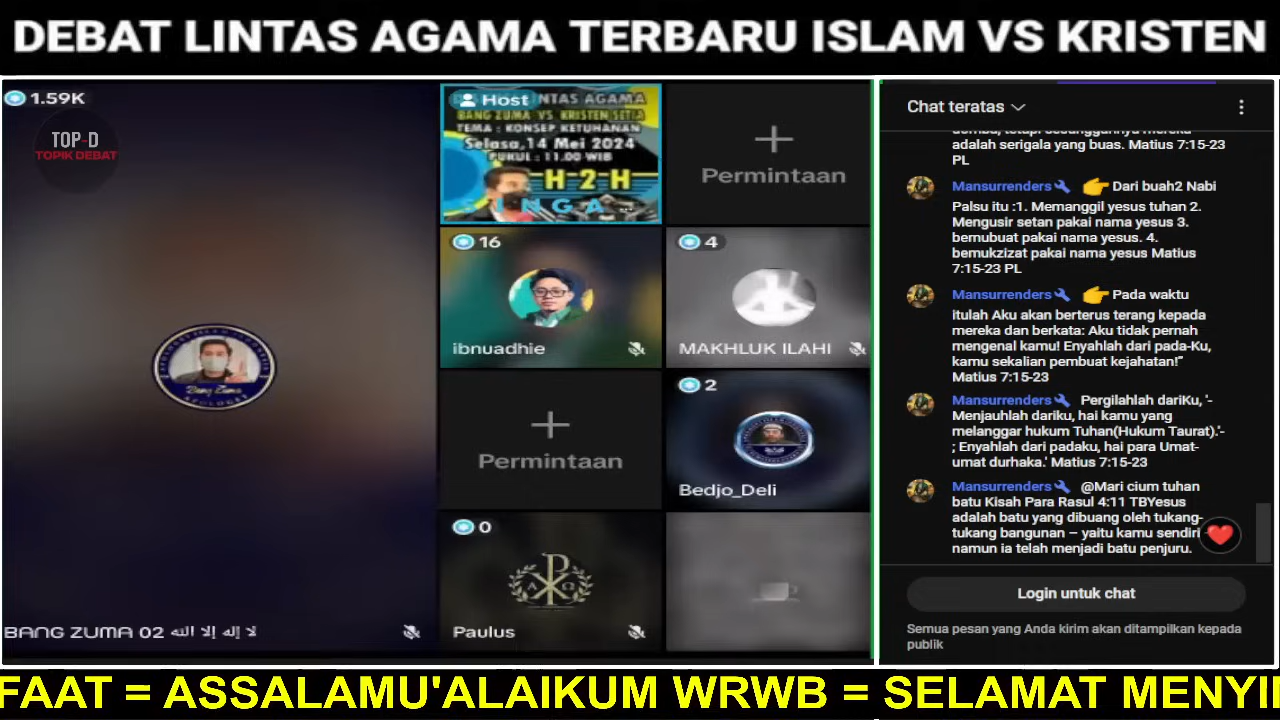 DEBAT LINTAS AGAMA TERBARU ISLAM VS KRISTEN
1.59K
TOP-D
TOPIK DEBAT
BANG ZUMA 02 لا إله إلا الله
Host
NTAS AGAMA
BANG ZUMA VS KRISTEN SETIA
TEMA : KONSEP KETUHANAN
Selasa,14 Mei 2024
PUKUL : 11.00 WIB
H 2 H
SINGA ...
Permintaan
16
ibnuadhie
4
MAKHLUK ILAHI
Permintaan
2
Bedjo_Deli
0
Α Ω
Paulus
Chat teratas
adalah serigala yang buas. Matius 7:15-23
PL
Mansurrenders 👉 Dari buah2 Nabi
Palsu itu :1. Memanggil yesus tuhan 2.
Mengusir setan pakai nama yesus 3.
bernubuat pakai nama yesus. 4.
bemukzizat pakai nama yesus Matius
7:15-23 PL
Mansurrenders 👉 Pada waktu
itulah Aku akan berterus terang kepada
mereka dan berkata: Aku tidak pernah
mengenal kamu! Enyahlah dari pada-Ku,
kamu sekalian pembuat kejahatan!"
Matius 7:15-23
Mansurrenders Pergilahlah dariKu, '-
Menjauhlah dariku, hai kamu yang
melanggar hukum Tuhan(Hukum Taurat).'-
; Enyahlah dari padaku, hai para Umat-
umat durhaka.' Matius 7:15-23
Mansurrenders @Mari cium tuhan
batu Kisah Para Rasul 4:11 TBYesus
adalah batu yang dibuang oleh tukang-
tukang bangunan – yaitu kamu sendiri -
namun ia telah menjadi batu penjuru.
Login untuk chat
Semua pesan yang Anda kirim akan ditampilkan kepada
publik
FAAT = ASSALAMU'ALAIKUM WRWB = SELAMAT MENYI